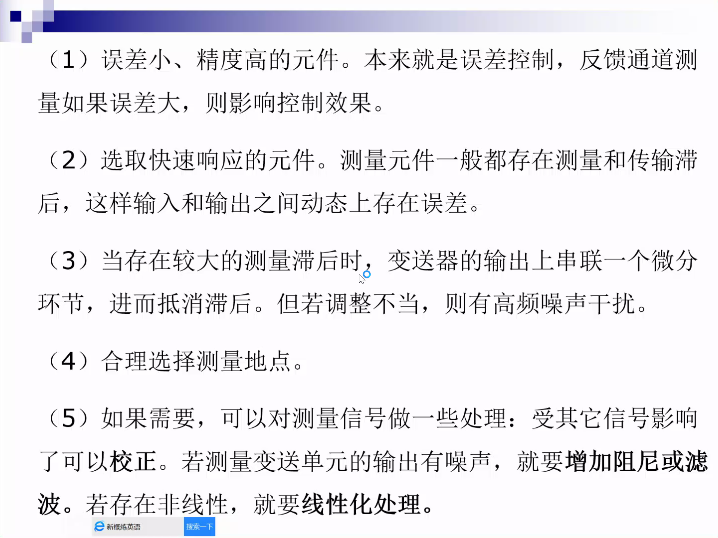 （1）误差小、精度高的元件。本来就是误差控制，反馈通道测
量如果误差大，则影响控制效果。
（2）选取快速响应的元件。测量元件一般都存在测量和传输滞
后，这样输入和输出之间动态上存在误差。
（3）当存在较大的测量滞后时，变送器的输出上串联一个微分
环节，进而抵消滞后。但若调整不当，则有高频噪声干扰。
（4）合理选择测量地点。
（5）如果需要，可以对测量信号做一些处理：受其它信号影响
了可以校正。若测量变送单元的输出有噪声，就要增加阻尼或滤
波。若存在非线性，就要线性化处理。
新概念英语 搜索一下